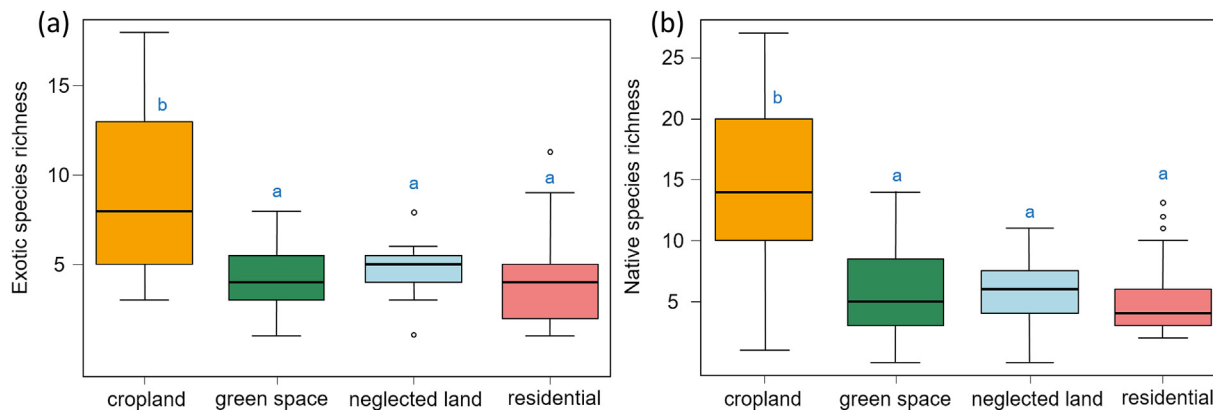 (a)
Exotic species richness
15
10
5
b
a
a
a
cropland
green space
neglected land
residential
(b)
Native species richness
25
20
15
10
5
b
a
a
a
cropland
green space
neglected land
residential